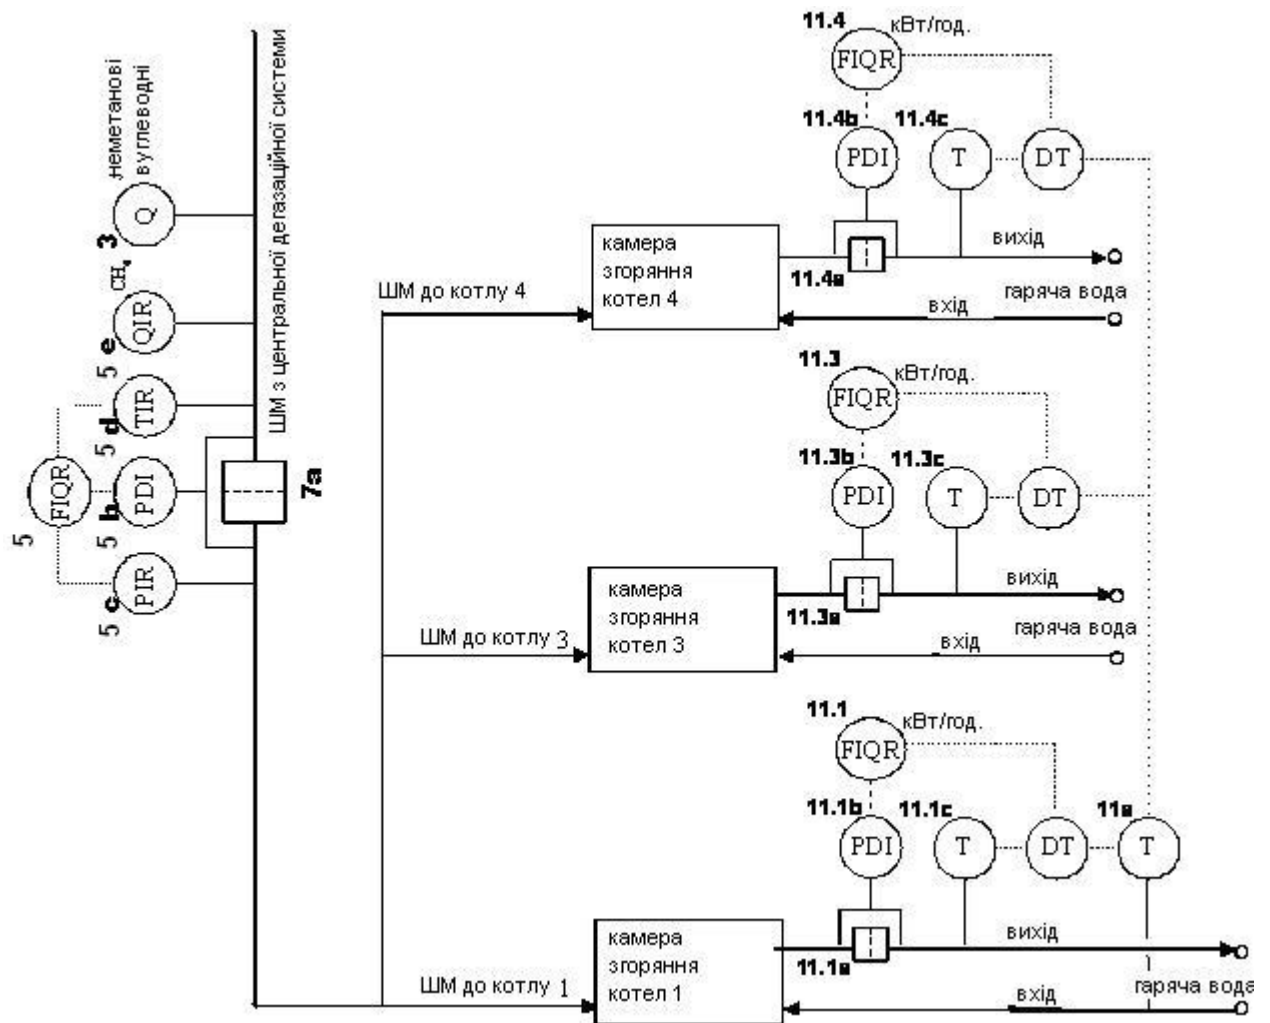 неметанові
вуглеводні
Q
3
CH4
QIR
5 e
TIR
5 d
FIQR
5
PDI
5 b
PIR
5 c
ШМ з центральної дегазаційної системи
7a
11.4
кВт/год.
FIQR
11.4b
11.4c
PDI
T
DT
камера
згоряння
котел 4
11.4a
вихід
ШМ до котлу 4
гаряча вода
вхід
11.3
кВт/год.
FIQR
11.3b
11.3c
PDI
T
DT
камера
згоряння
котел 3
11.3a
вихід
ШМ до котлу 3
гаряча вода
вхід
11.1
кВт/год.
FIQR
11.1b
11.1c
11a
PDI
T
DT
T
камера
згоряння
котел 1
11.1a
вихід
ШМ до котлу 1
гаряча вода
вхід